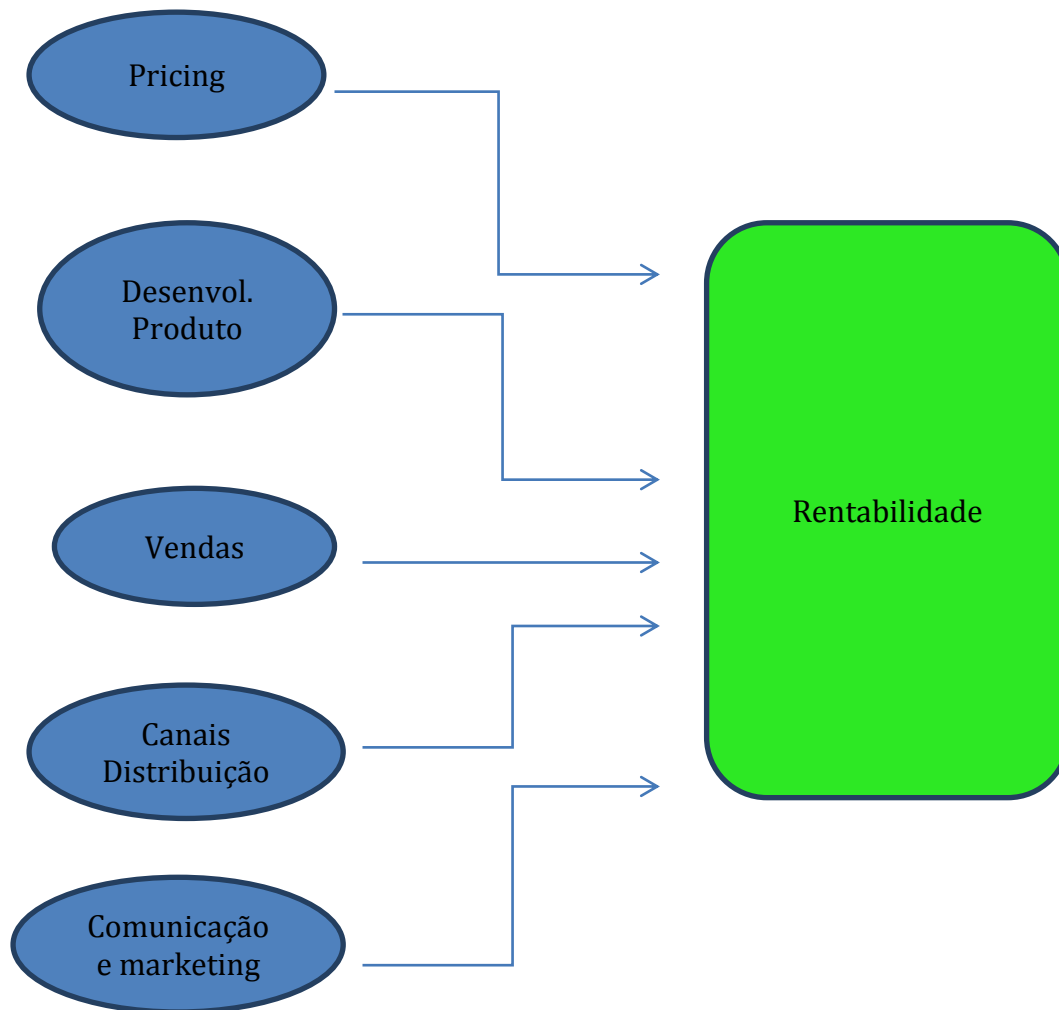 Pricing
Desenvol.
Produto
Vendas
Canais
Distribuição
Comunicação
e marketing
Rentabilidade